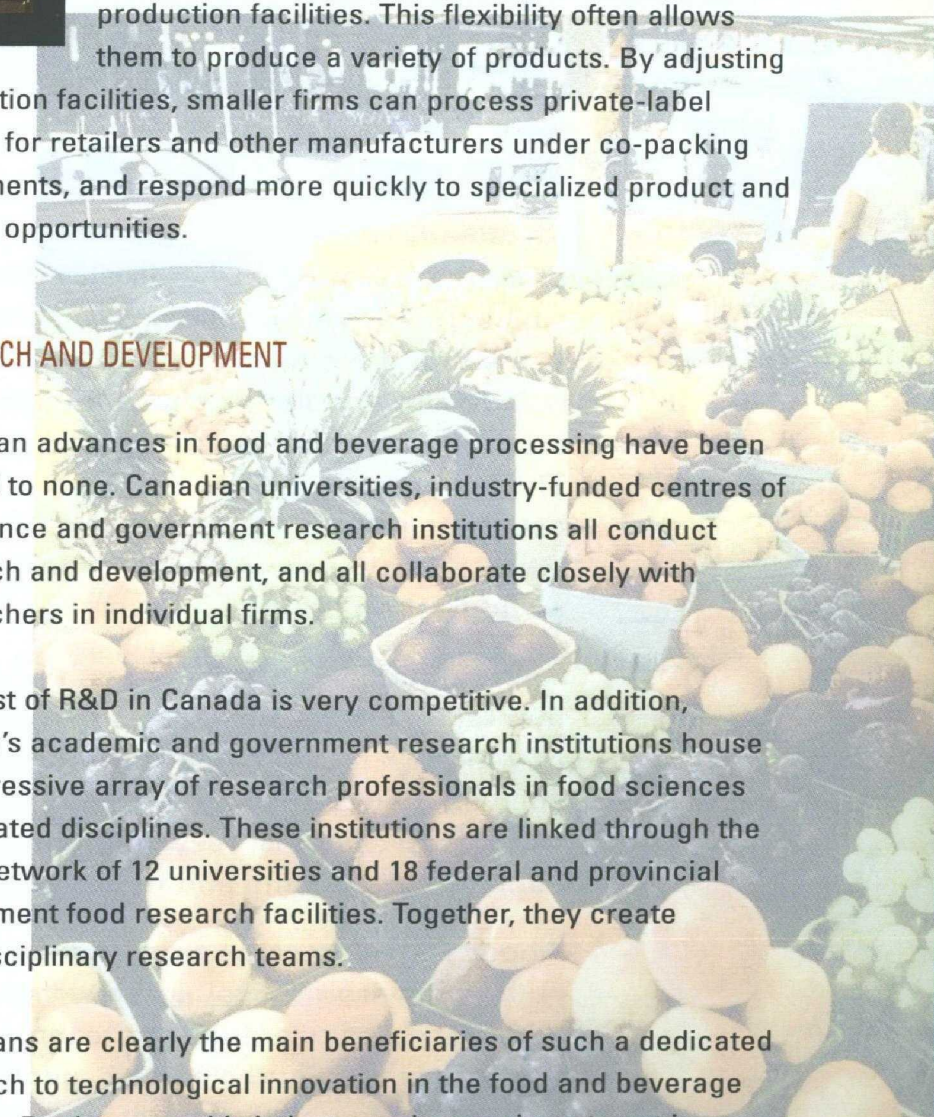 production facilities. This flexibility often allows
them to produce a variety of products. By adjusting
tion facilities, smaller firms can process private-label
for retailers and other manufacturers under co-packing
ments, and respond more quickly to specialized product and
opportunities.
CH AND DEVELOPMENT
an advances in food and beverage processing have been
to none. Canadian universities, industry-funded centres of
nce and government research institutions all conduct
ch and development, and all collaborate closely with
chers in individual firms.
st of R&D in Canada is very competitive. In addition,
's academic and government research institutions house
essive array of research professionals in food sciences
ated disciplines. These institutions are linked through the
etwork of 12 universities and 18 federal and provincial
ment food research facilities. Together, they create
sciplinary research teams.
ans are clearly the main beneficiaries of such a dedicated
ch to technological innovation in the food and beverage